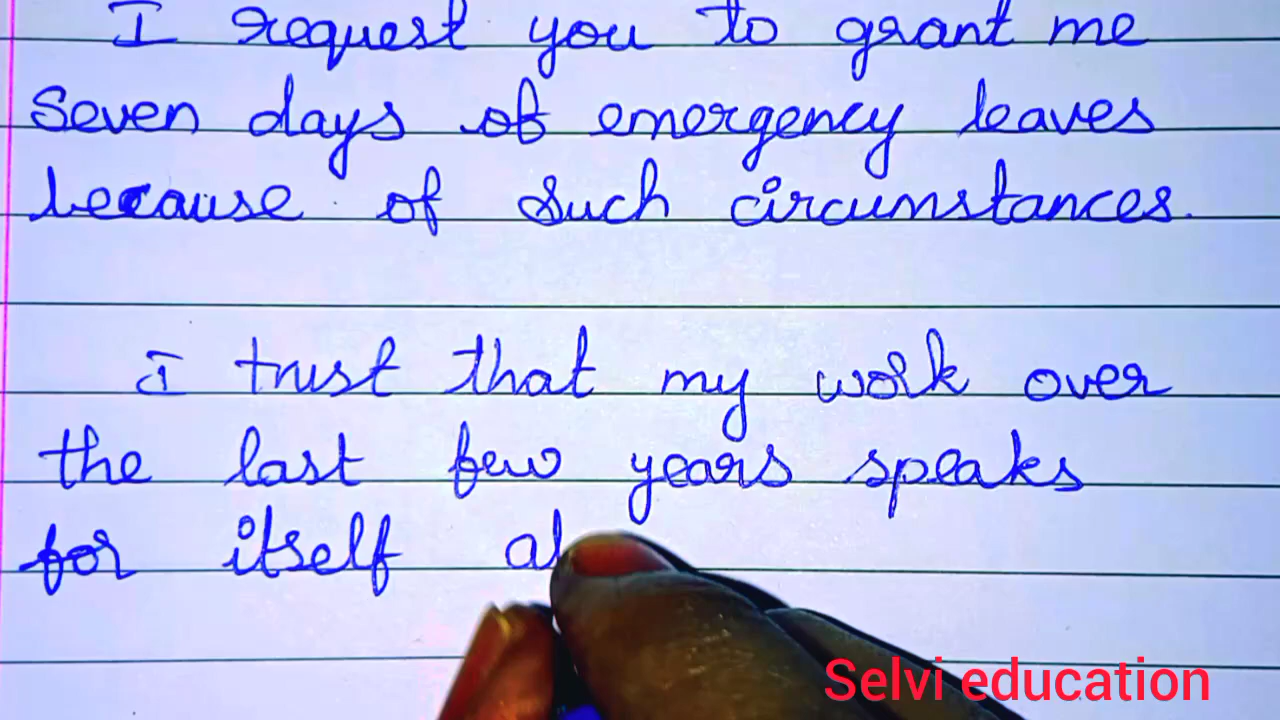 I request you to grant me
Seven days of emergency leaves
because of such circumstances.
I trust that my work over
the last few years speaks
for itself
Selvi education